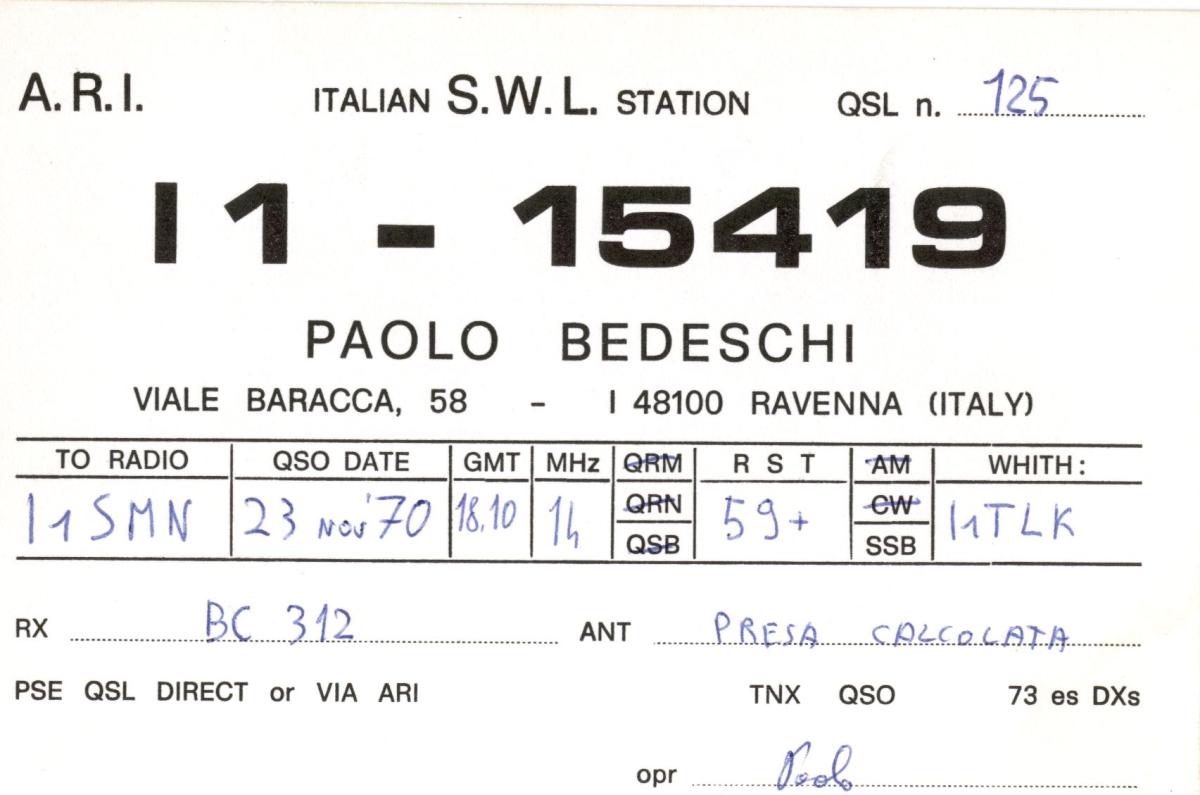 A.R.I. ITALIAN S.W.L. STATION QSL n. 125
I 1 - 15419
PAOLO BEDESCHI
VIALE BARACCA, 58 - I 48100 RAVENNA (ITALY)
TO RADIO QSO DATE GMT MHz QRM R S T AM WHITH:
I1SMN 23 NOV '70 18.10 14 QRN 59+ CW I1TLK
QSB SSB
RX BC 312 ANT PRESA CALCOLATA
PSE QSL DIRECT or VIA ARI TNX QSO 73 es DXs
opr Paolo